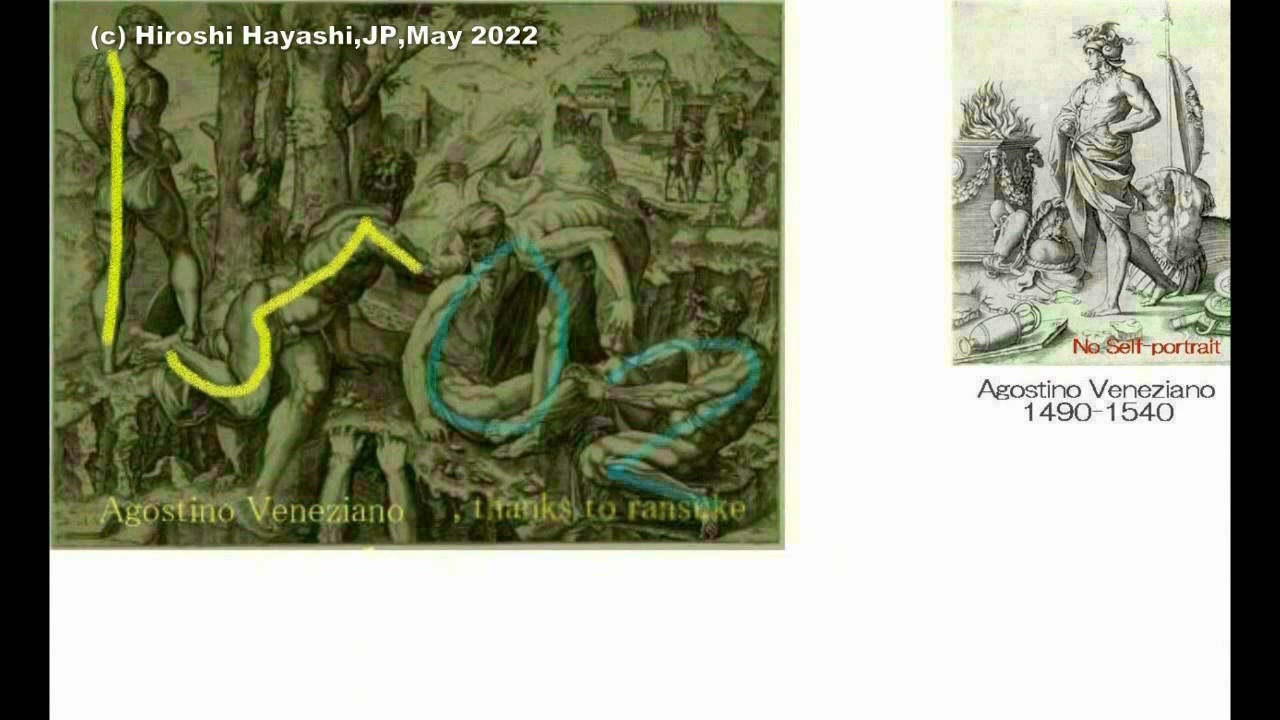 (c) Hiroshi Hayashi,JP,May 2022
Agostino Veneziano , thanks to
No Self-portrait
Agostino Veneziano
1490-1540